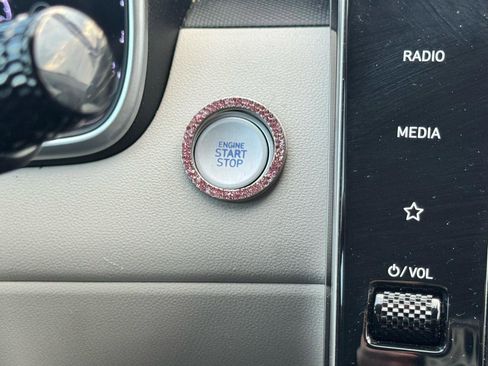 RADIO
ENGINE
START
STOP
MEDIA
/VOL